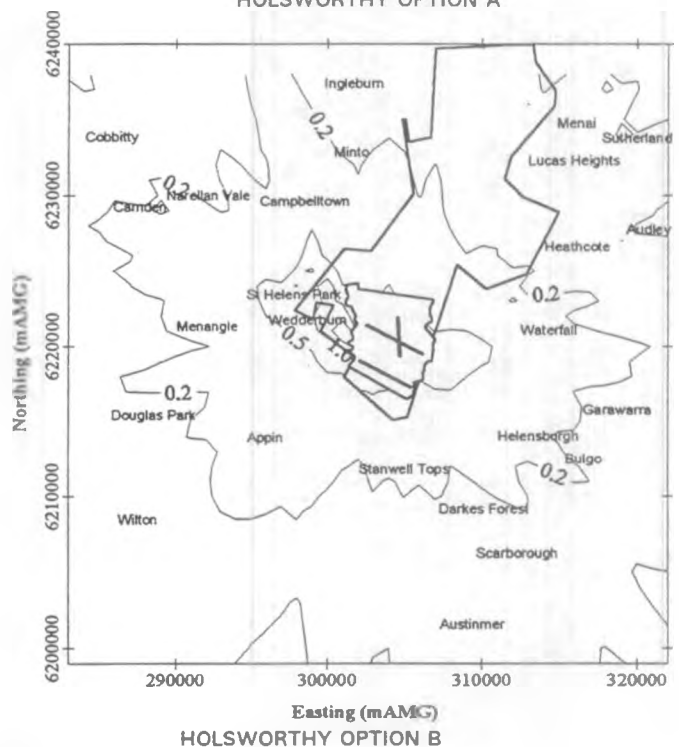 HOLSWORTHY OPTION A
6240000
Ingleburn
0.2
Cobbitty
Menai
Sutherland
Minto
Lucas Heights
6230000
0.2
Narellan Vale
Campbelltown
Camden
Audley
Heathcote
St Helens Park
0.2
Wedderburn
Menangle
Waterfall
6220000
0.5
1.0
0.2
Douglas Park
Garawarra
Appin
Helensborgh
Bulgo
Stanwell Tops
0.2
6210000
Darkes Forest
Wilton
Scarborough
Austinmer
6200000
Northing (mAMG)
290000
300000
310000
320000
Easting (mAMG)
HOLSWORTHY OPTION B